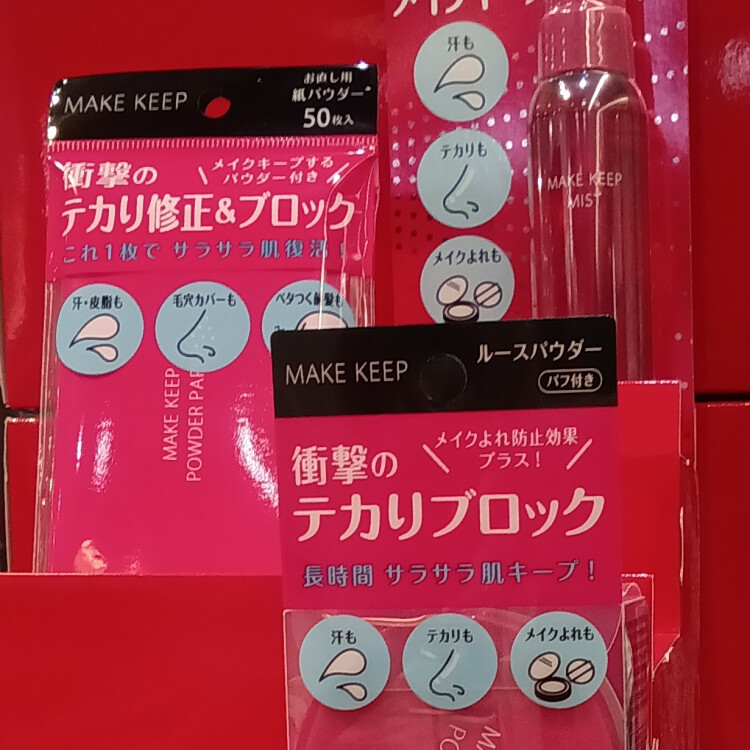 MAKE KEEP
お直し用
紙パウダー
50枚入
衝撃の
メイクキープする
パウダー付き
テカり修正&ブロック
これ1枚で サラサラ肌復活!
汗・皮脂も
毛穴カバーも
MAKE KEEP
汗も
テカりも
メイクよれも
MAKE KEEP
MIST
MAKE KEEP
ルースパウダー
パフ付き
衝撃の
メイクよれ防止効果
プラス!
テカりブロック
長時間 サラサラ肌キープ!
汗も
テカりも
メイクよれも